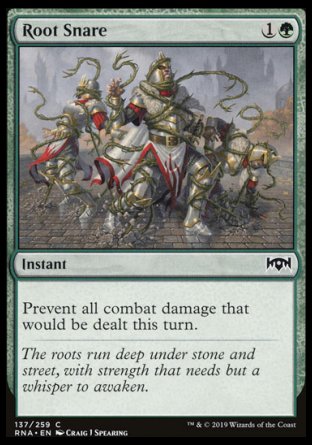 Root Snare 1
Instant
Prevent all combat damage that
would be dealt this turn.
The roots run deep under stone and
street, with strength that needs but a
whisper to awaken.
137/259 C
RNA • EN Craig J Spearing ™ & © 2019 Wizards of the Coast